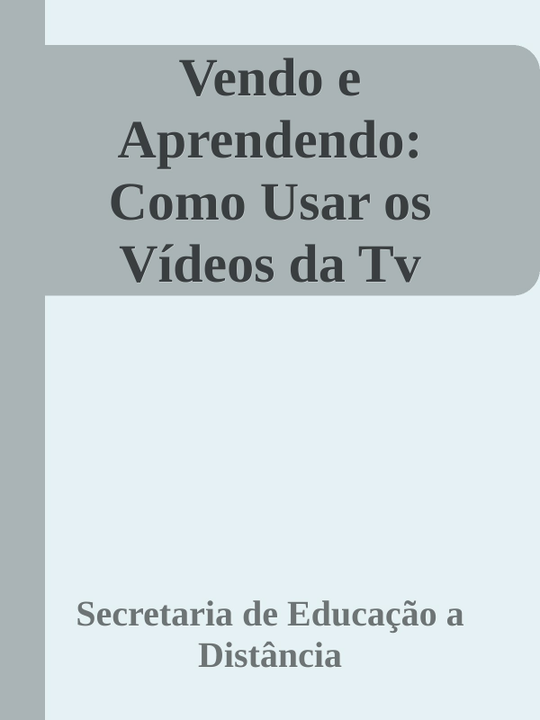 Vendo e
Aprendendo:
Como Usar os
Vídeos da Tv
Secretaria de Educação a
Distância